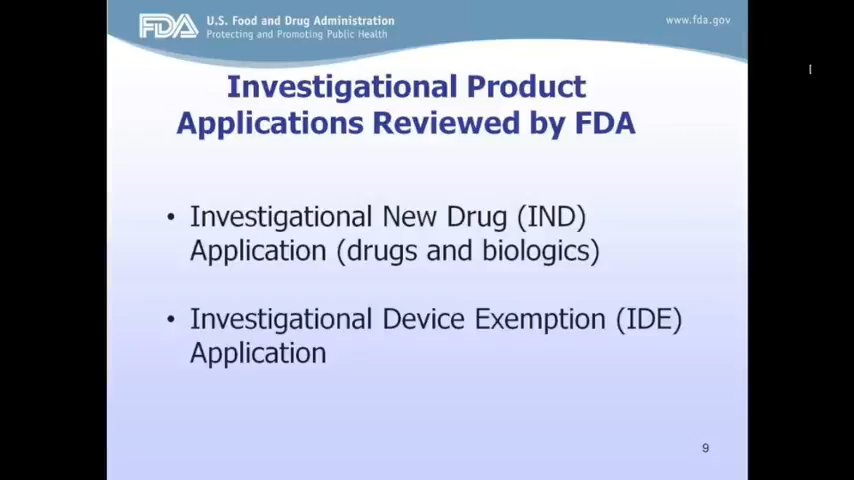 FDA
U.S. Food and Drug Administration
Protecting and Promoting Public Health
www.fda.gov
Investigational Product
Applications Reviewed by FDA
• Investigational New Drug (IND)
Application (drugs and biologics)
• Investigational Device Exemption (IDE)
Application
9